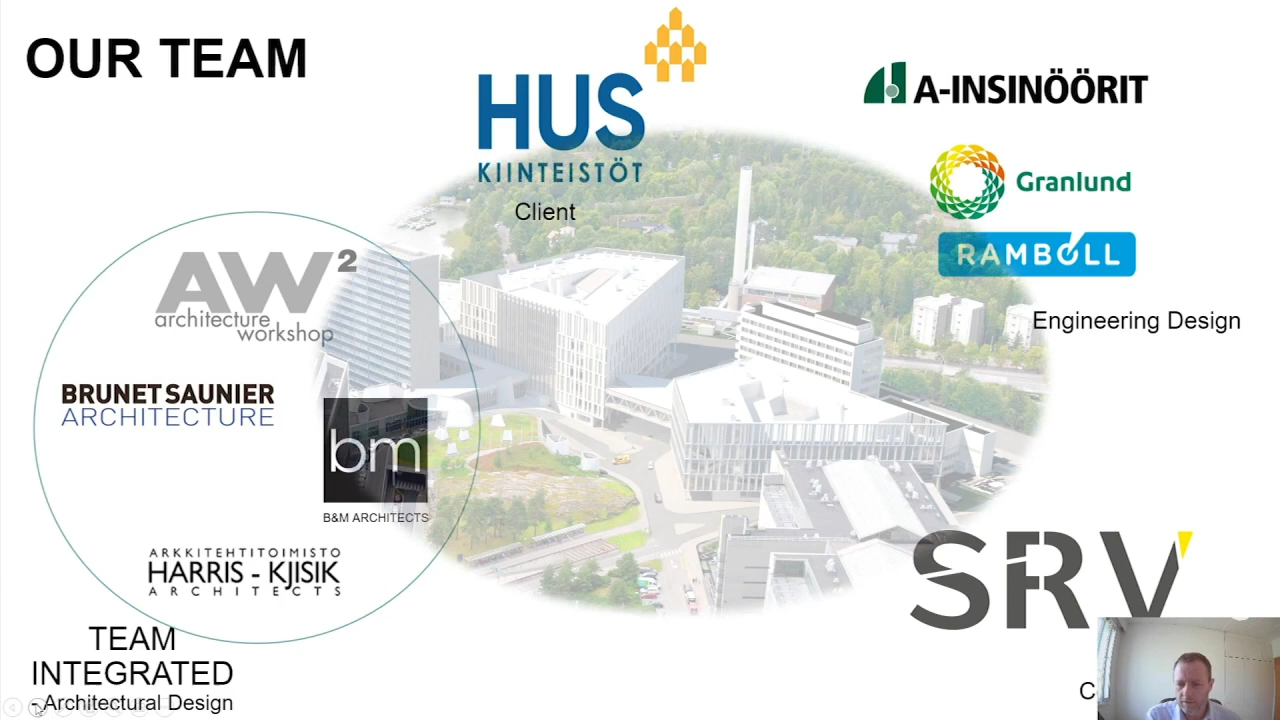 OUR TEAM
HUS
KIINTEISTÖT
Client
A-INSINÖÖRIT
Granlund
RAMBOLL
Engineering Design
AW²
architecture
workshop
BRUNET SAUNIER
ARCHITECTURE
bm
B&M ARCHITECTS
ARKKITEHTITOIMISTO
HARRIS - KJISIK
ARCHITECTS
TEAM
INTEGRATED
- Architectural Design
SRV